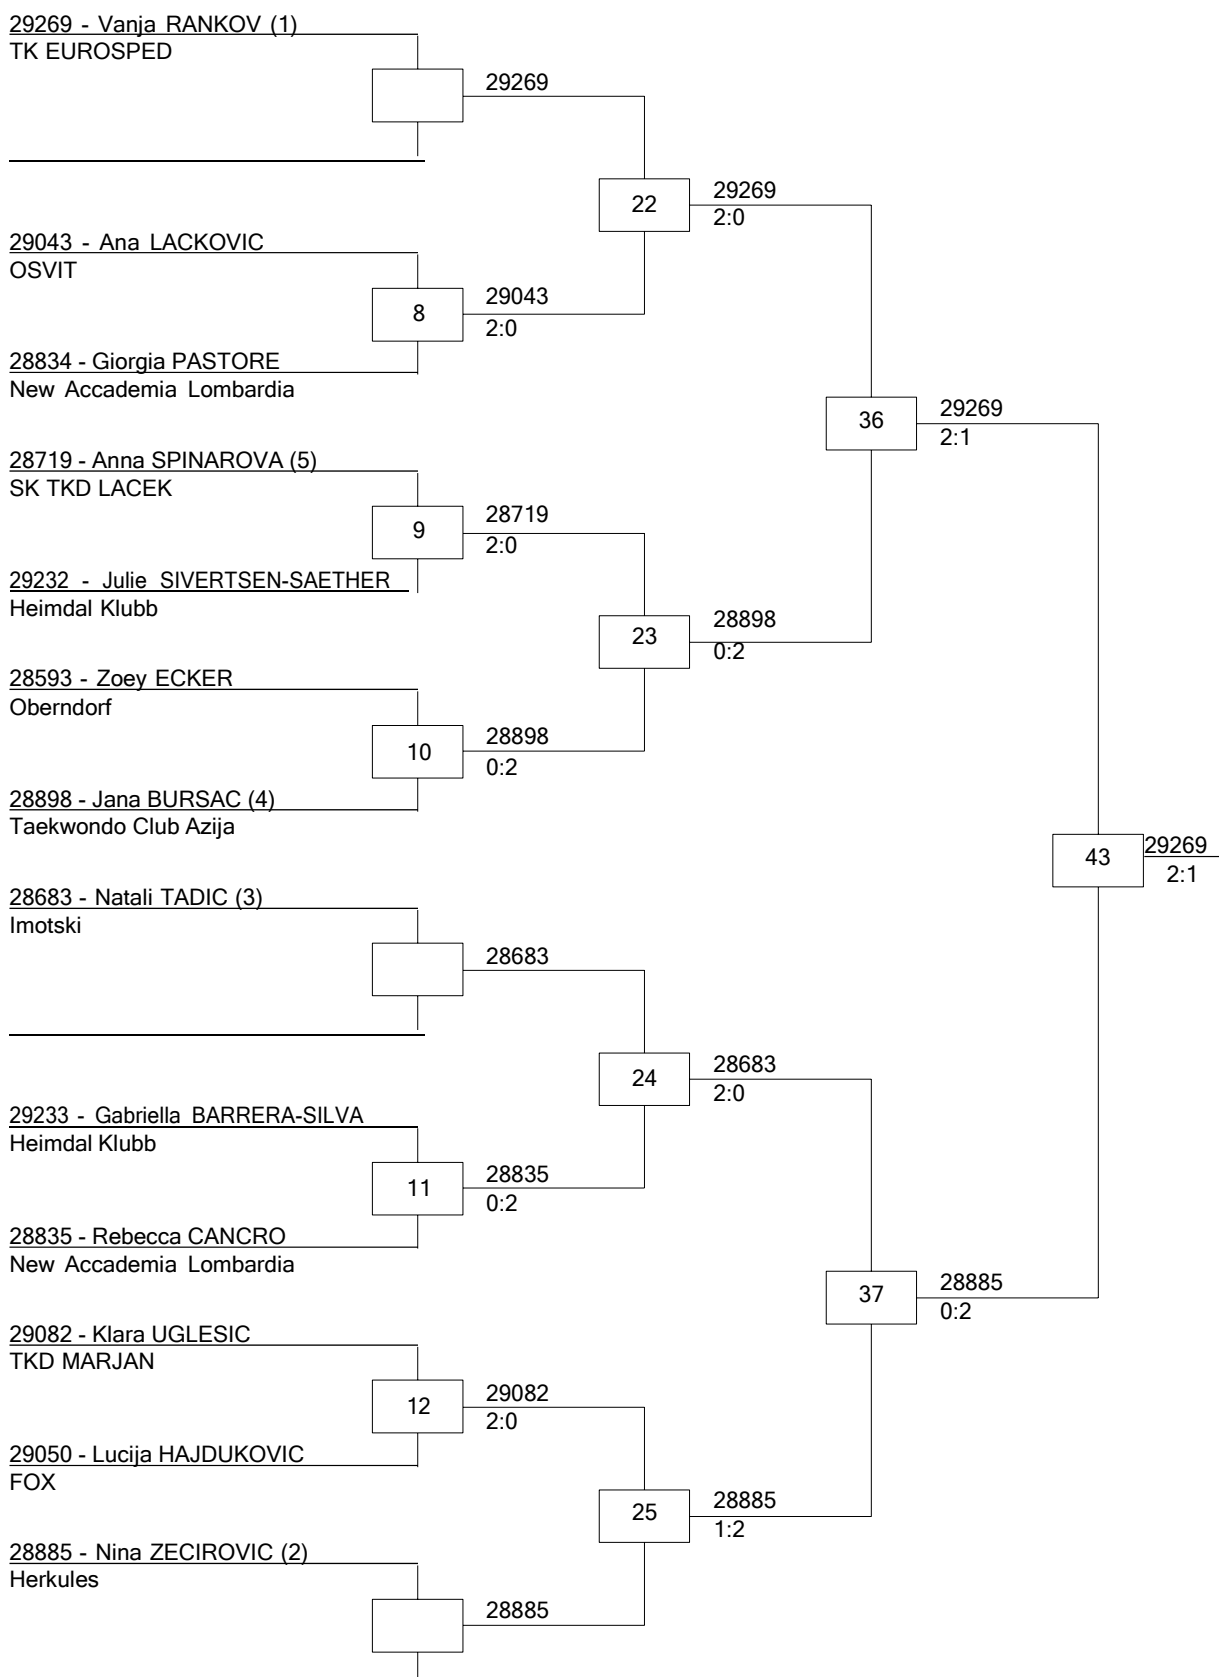 29269 - Vanja RANKOV (1)
TK EUROSPED
29269
22
29269
2:0
29043 - Ana LACKOVIC
OSVIT
8
29043
2:0
28834 - Giorgia PASTORE
New Accademia Lombardia
36
29269
2:1
28719 - Anna SPINAROVA (5)
SK TKD LACEK
9
28719
2:0
29232 - Julie SIVERTSEN-SAETHER
Heimdal Klubb
23
28898
0:2
28593 - Zoey ECKER
Oberndorf
10
28898
0:2
28898 - Jana BURSAC (4)
Taekwondo Club Azija
43
29269
2:1
28683 - Natali TADIC (3)
Imotski
28683
24
28683
2:0
29233 - Gabriella BARRERA-SILVA
Heimdal Klubb
11
28835
0:2
28835 - Rebecca CANCRO
New Accademia Lombardia
37
28885
0:2
29082 - Klara UGLESIC
TKD MARJAN
12
29082
2:0
29050 - Lucija HAJDUKOVIC
FOX
25
28885
1:2
28885 - Nina ZECIROVIC (2)
Herkules
28885